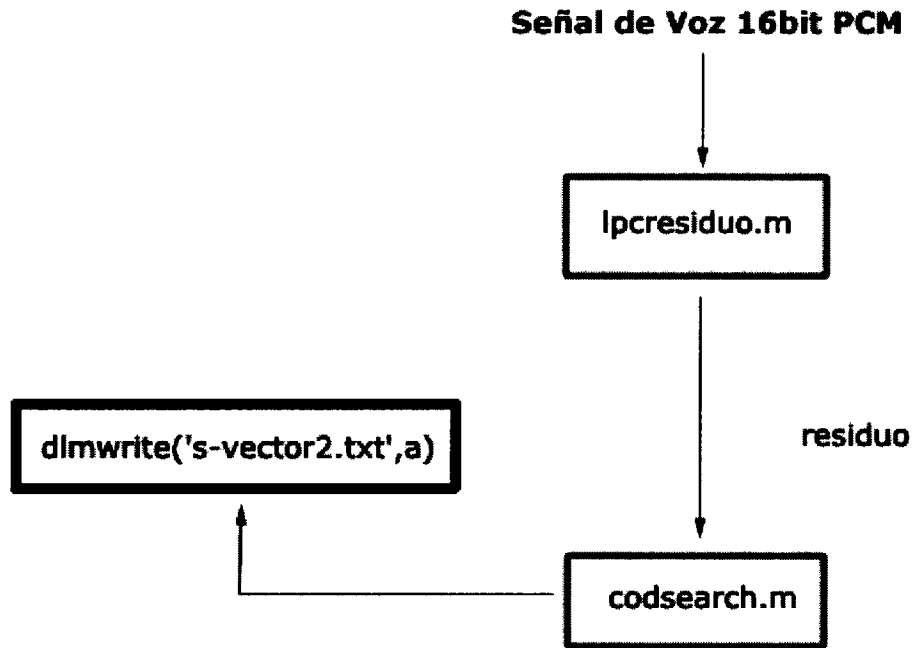 Señal de Voz 16bit PCM
lpcresiduo.m
residuo
dlmwrite('s-vector2.txt',a)
codsearch.m